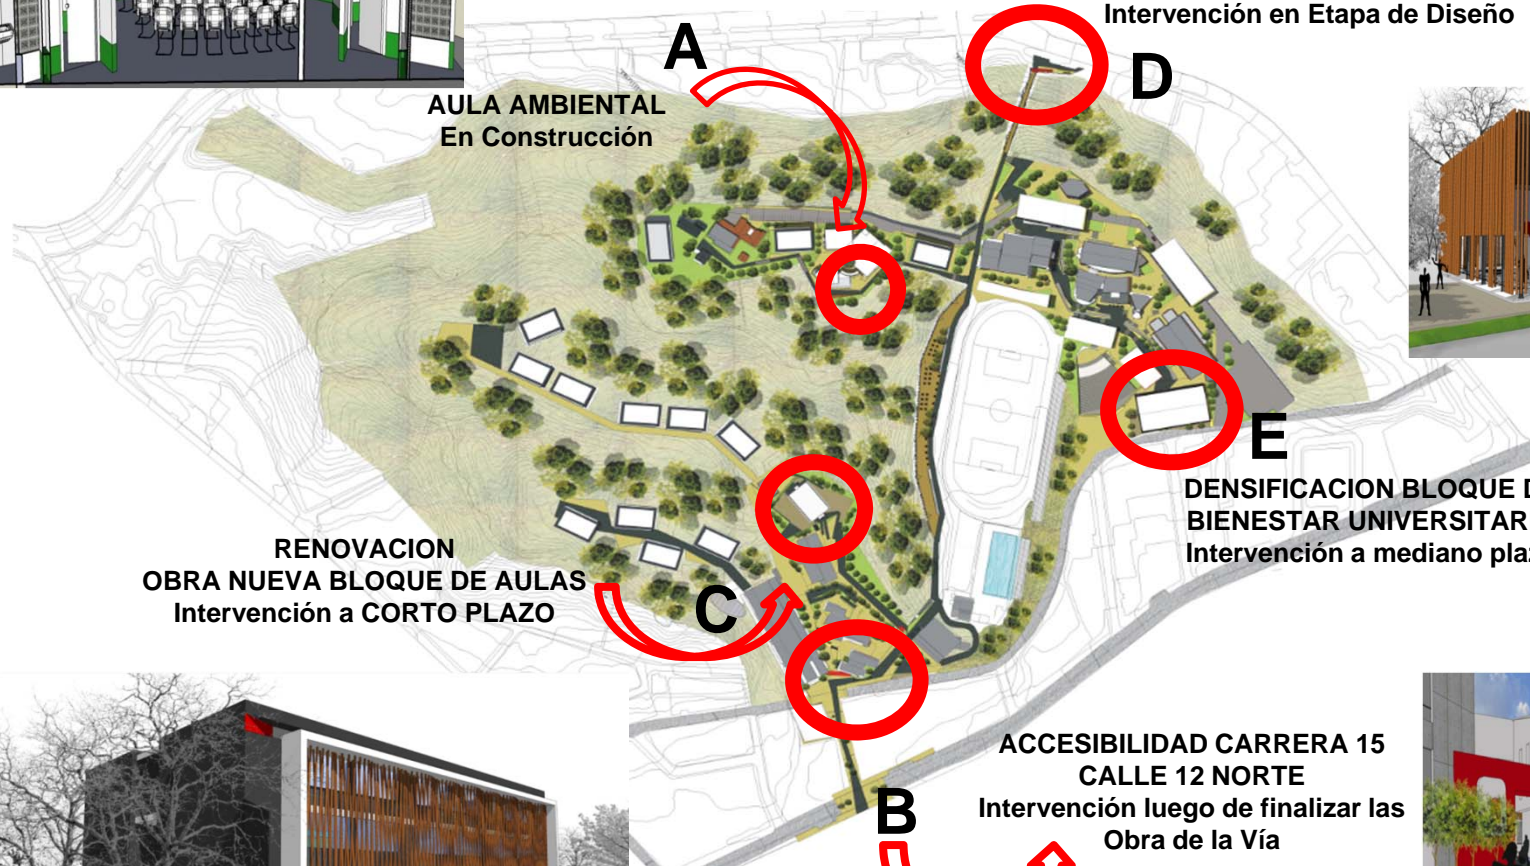 Intervención en Etapa de Diseño
A
D
AULA AMBIENTAL
En Construcción
E
DENSIFICACION BLOQUE
BIENESTAR
Intervención a mediano
RENOVACION
OBRA NUEVA BLOQUE DE AULAS
Intervención a CORTO PLAZO
C
ACCESIBILIDAD CARRERA 15
CALLE 12 NORTE
Intervención luego de finalizar las
Obra de la Vía
B